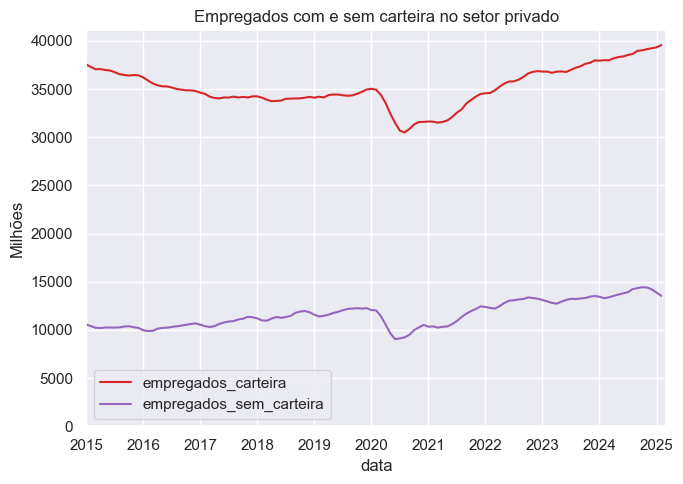 Empregados com e sem carteira no setor privado
Milhões
40000
35000
30000
25000
20000
15000
10000
5000
0
empregados_carteira
empregados_sem_carteira
2015 2016 2017 2018 2019 2020 2021 2022 2023 2024 2025
data